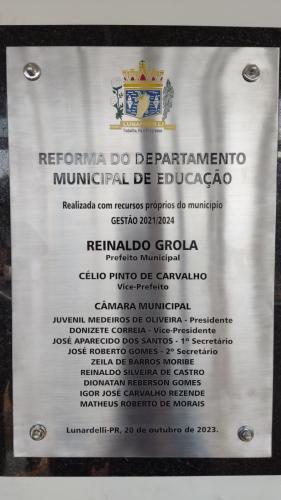 LUNARDELLI
REFORMA DO DEPARTAMENTO
MUNICIPAL DE EDUCAÇÃO
Realizada com recursos próprios do município
GESTÃO 2021/2024
REINALDO GROLA
Prefeito Municipal
CÉLIO PINTO DE CARVALHO
Vice-Prefeito
CÂMARA MUNICIPAL
JUVENIL MEDEIROS DE OLIVEIRA - Presidente
DONIZETE CORREIA - Vice-Presidente
JOSÉ APARECIDO DOS SANTOS - 1º Secretário
JOSÉ ROBERTO GOMES - 2º Secretário
ZEILA DE BARROS MORIBE
REINALDO SILVEIRA DE CASTRO
DIONATAN REBERSON GOMES
IGOR JOSÉ CARVALHO REZENDE
MATHEUS ROBERTO DE MORAIS
Lunardelli-PR, 20 de outubro de 2023.